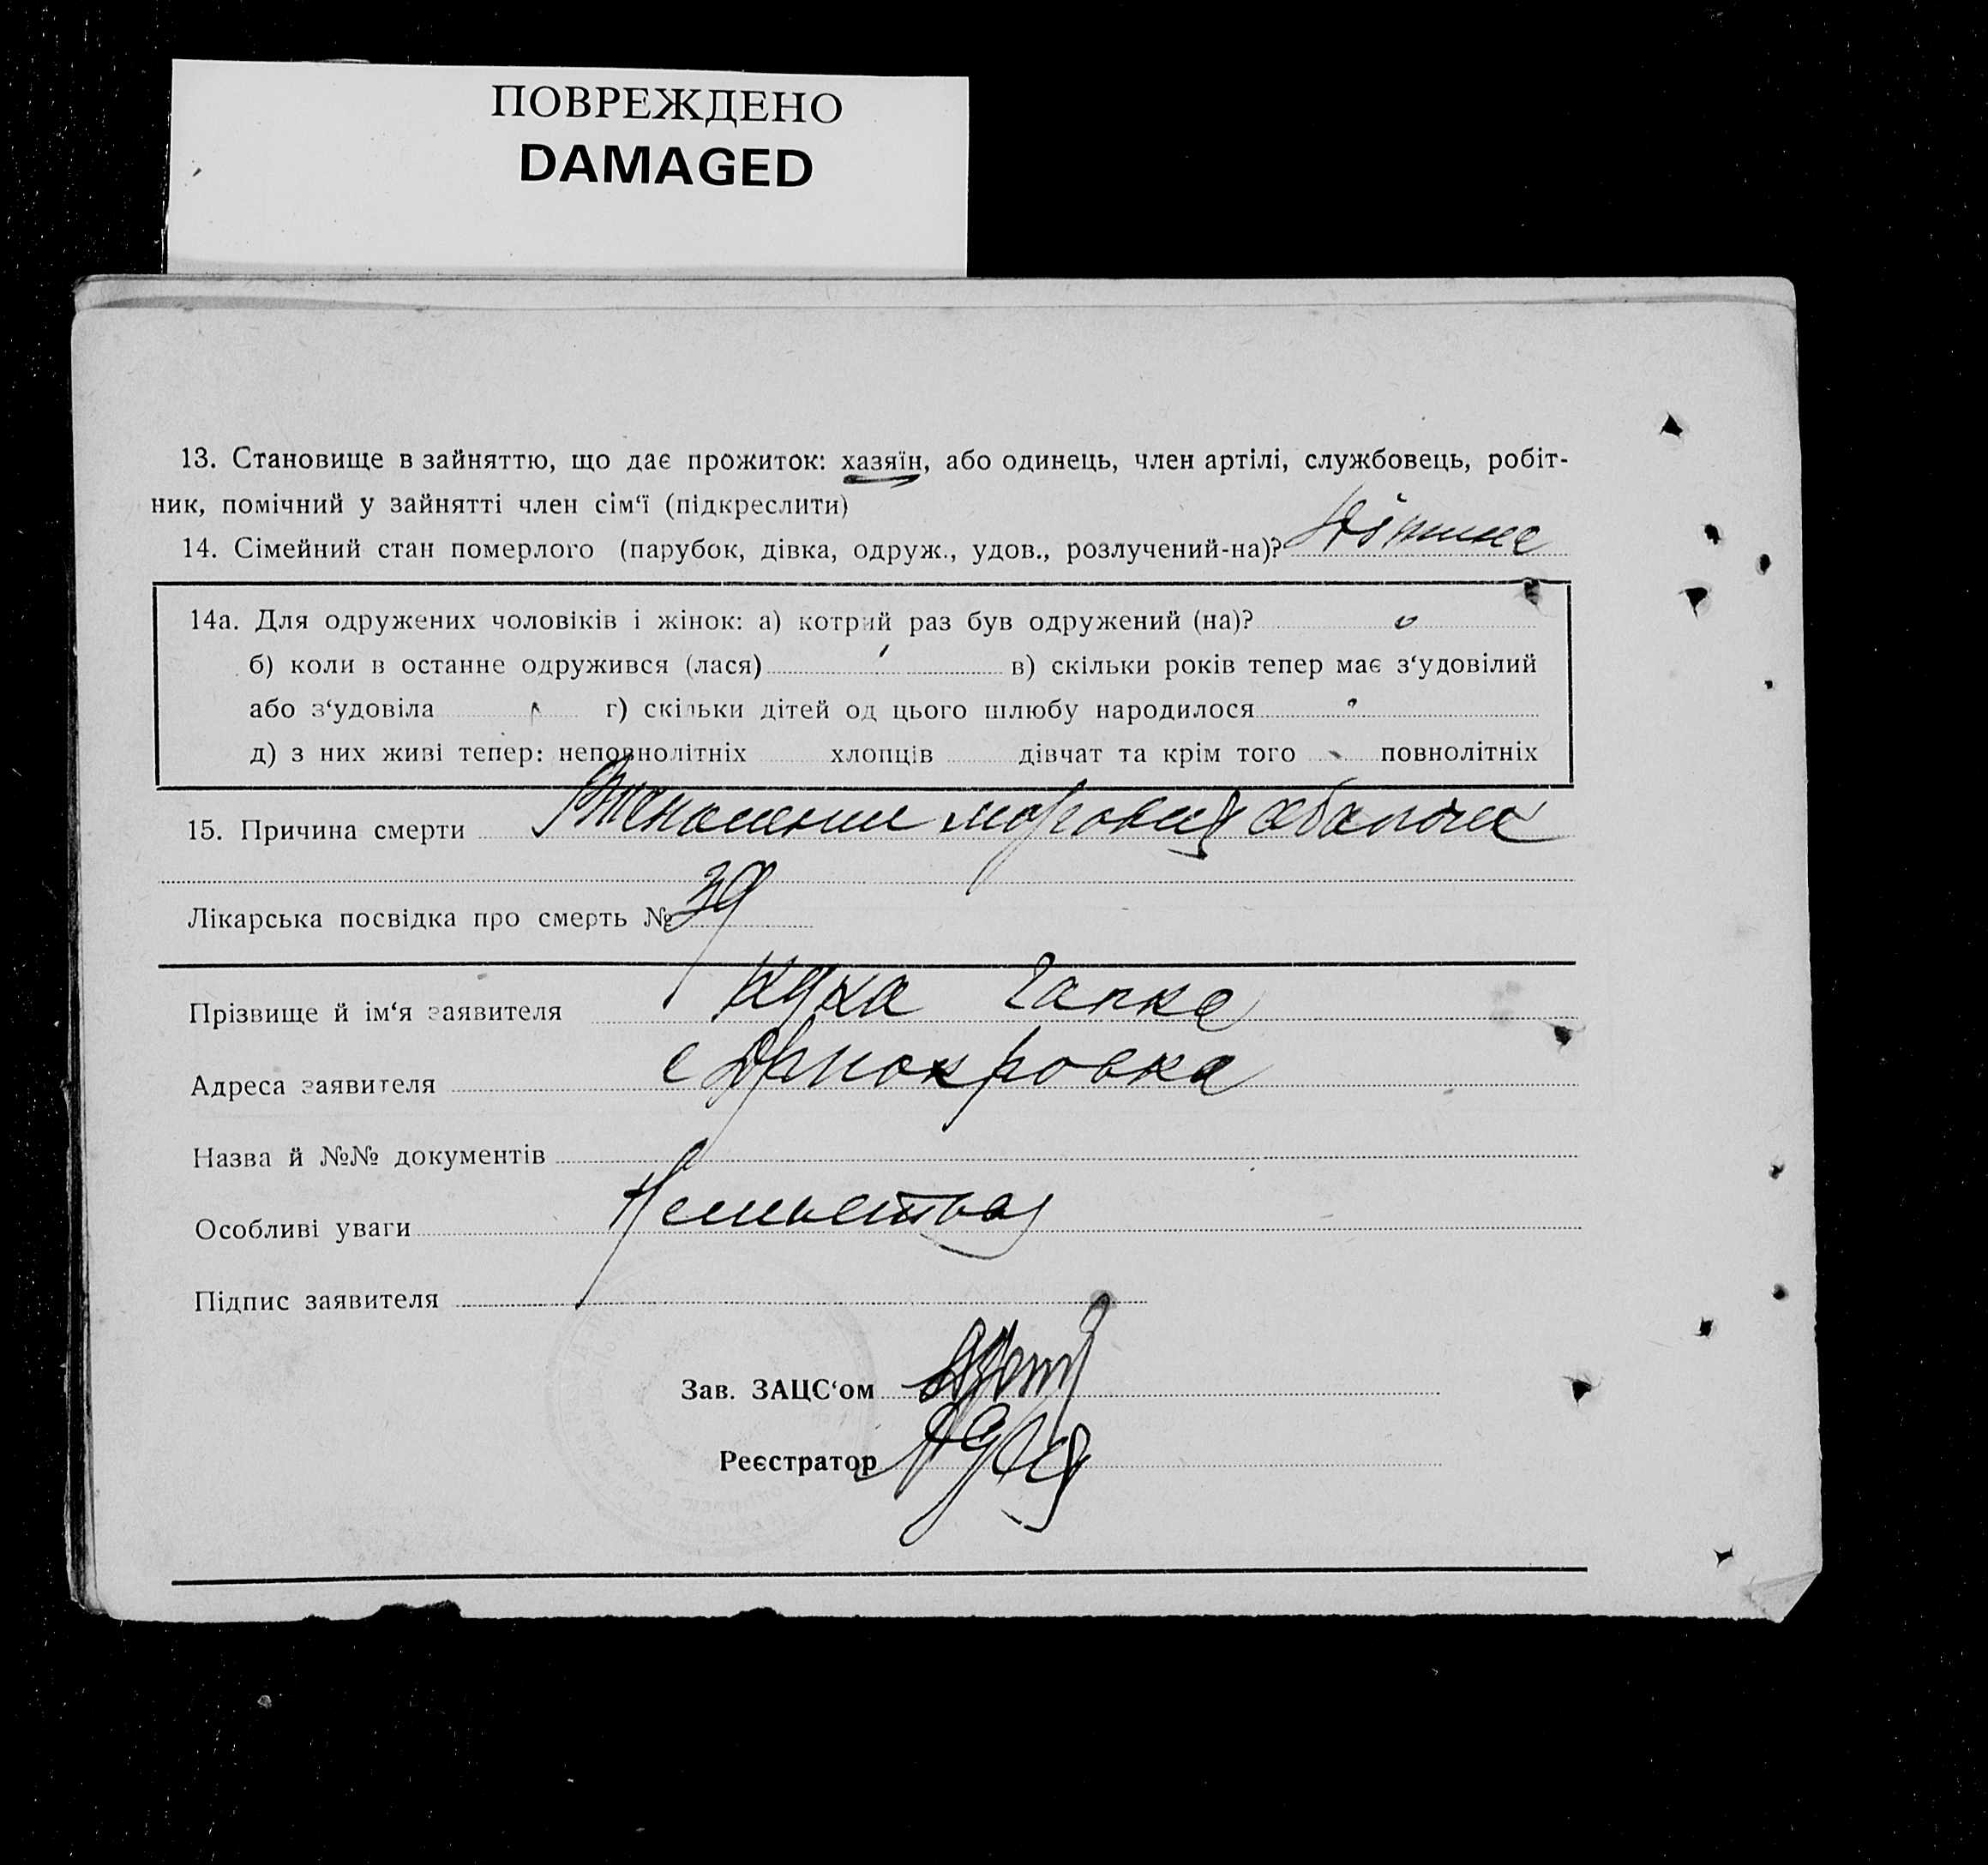 ПОВРЕЖДЕНО
DAMAGED
13. Становище в зайняттю, що дає прожиток: хазяїн, або одинець, член артілі, службовець, робіт-
ник, помічний у зайнятті член сім‘ї (підкреслити)
14. Сімейний стан померлого (парубок, дівка, одруж., удов., розлучений-на)? дітина
14а. Для одружених чоловіків і жінок: а) котрий раз був одружений (на)?
б) коли в останне одружився (лася) в) скільки років тепер має з‘удовілий
або з‘удовіла г) скільки дітей од цього шлюбу народилося
д) з них живі тепер: неповнолітніх хлопців дівчат та крім того повнолітніх
15. Причина смерти
Лікарська посвідка про смерть № 39
Прізвище й ім‘я заявителя Гапка
Адреса заявителя с
Назва й №№ документів
Особливі уваги
Підпис заявителя
Зав. ЗАЦС‘ом
Реєстратор